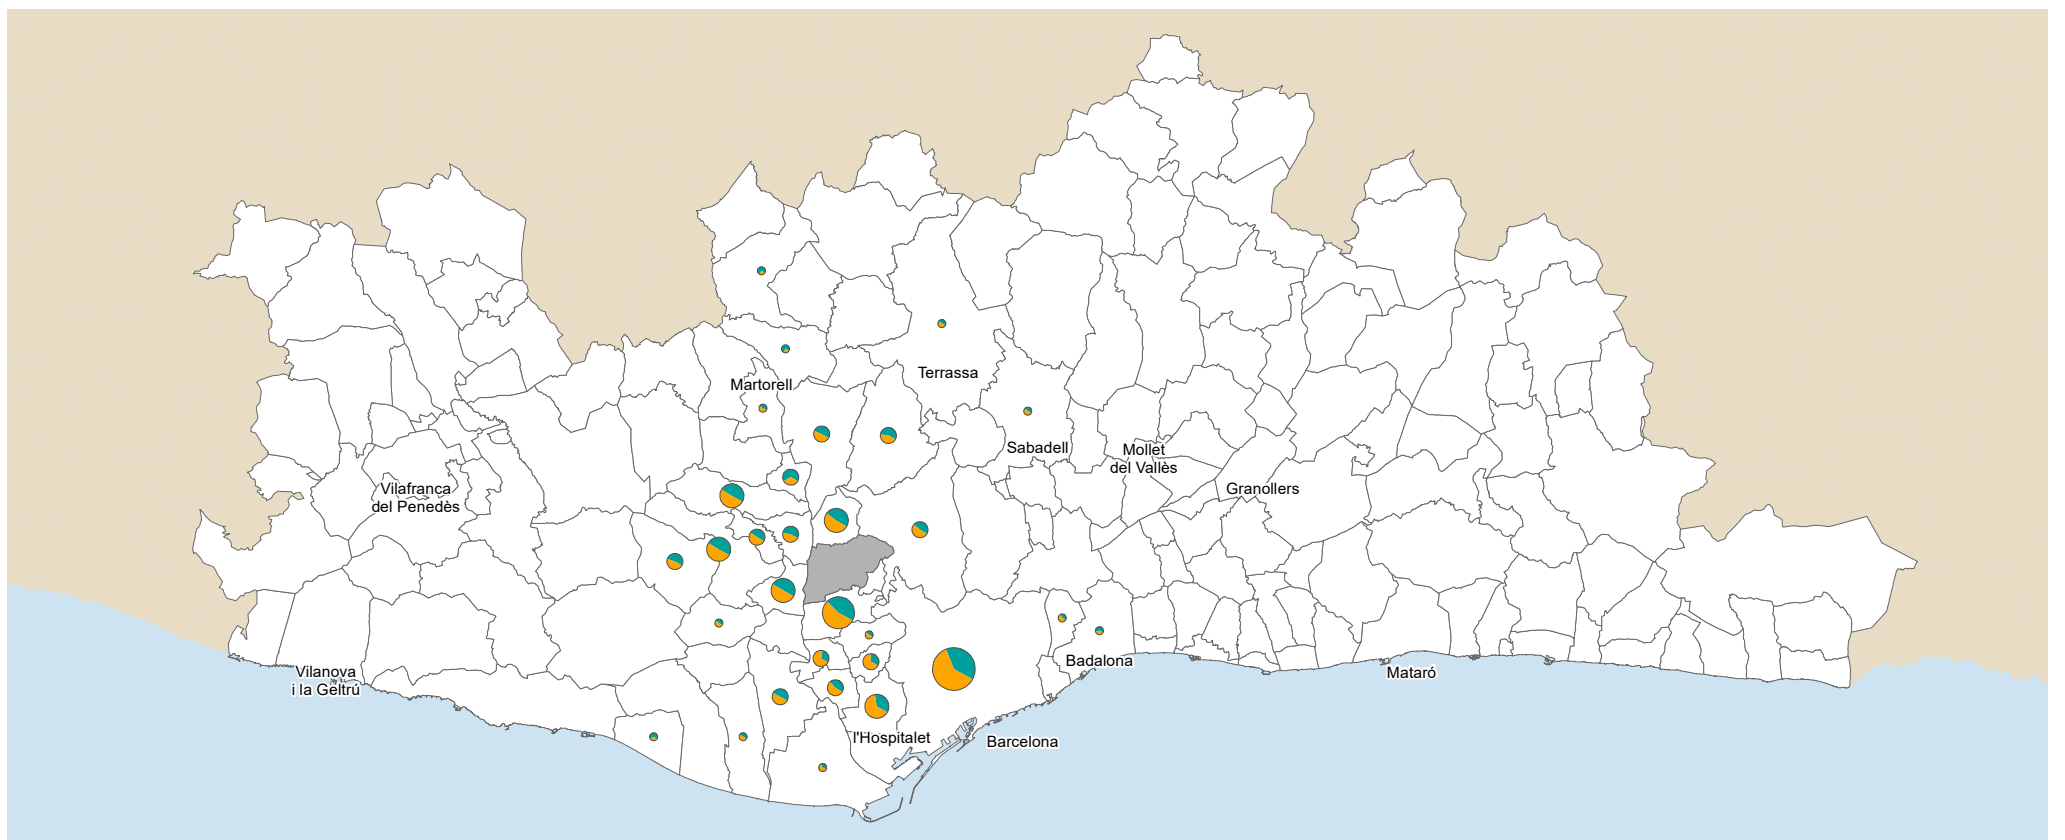 Terrassa
Martorell
Sabadell
Mollet
del Vallès
Vilafranca
del Penedès
Granollers
Badalona
Vilanova
i la Geltrú
Mataró
l'Hospitalet
Barcelona